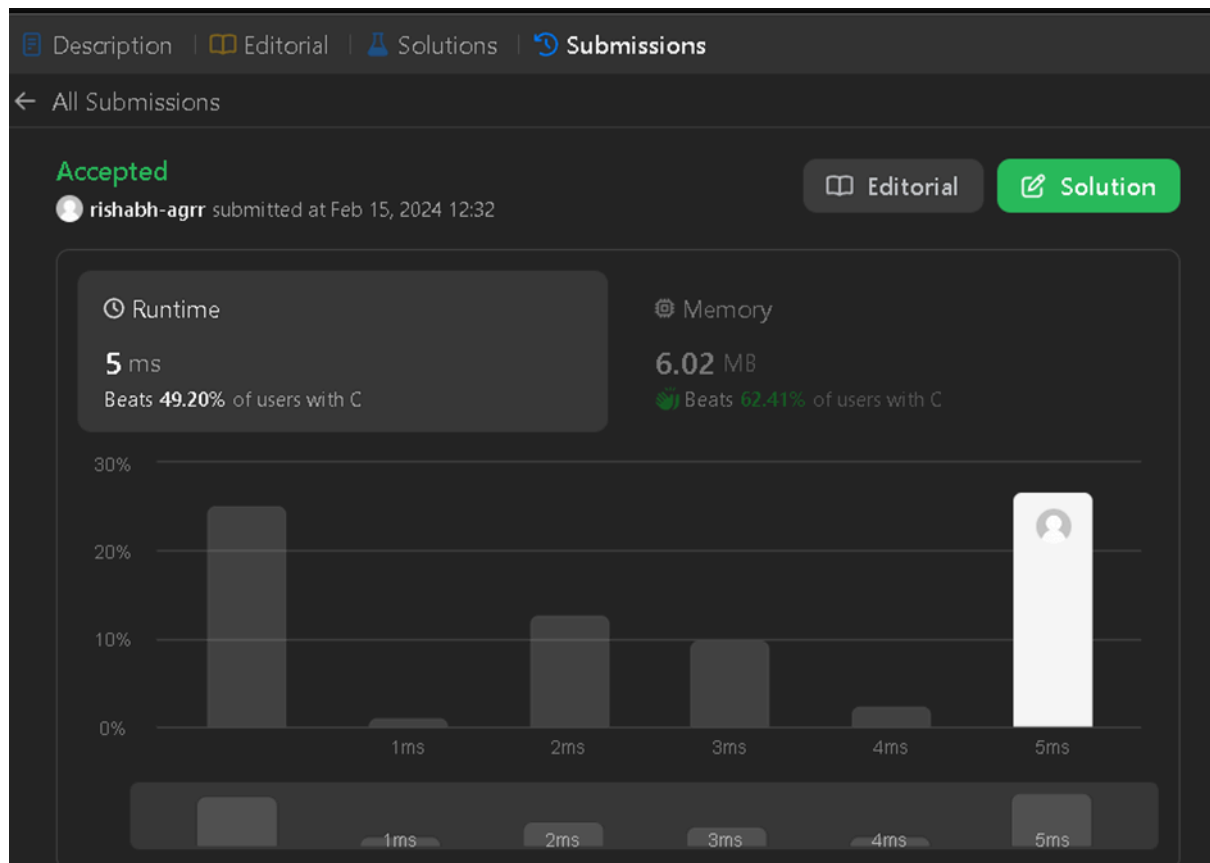 Description | Editorial | Solutions | Submissions
← All Submissions
Accepted
rishabh-agrr submitted at Feb 15, 2024 12:32
Editorial
Solution
Runtime
5 ms
Beats 49.20% of users with C
Memory
6.02 MB
Beats 62.41% of users with C
30%
20%
10%
0%
1ms 2ms 3ms 4ms 5ms
1ms 2ms 3ms 4ms 5ms